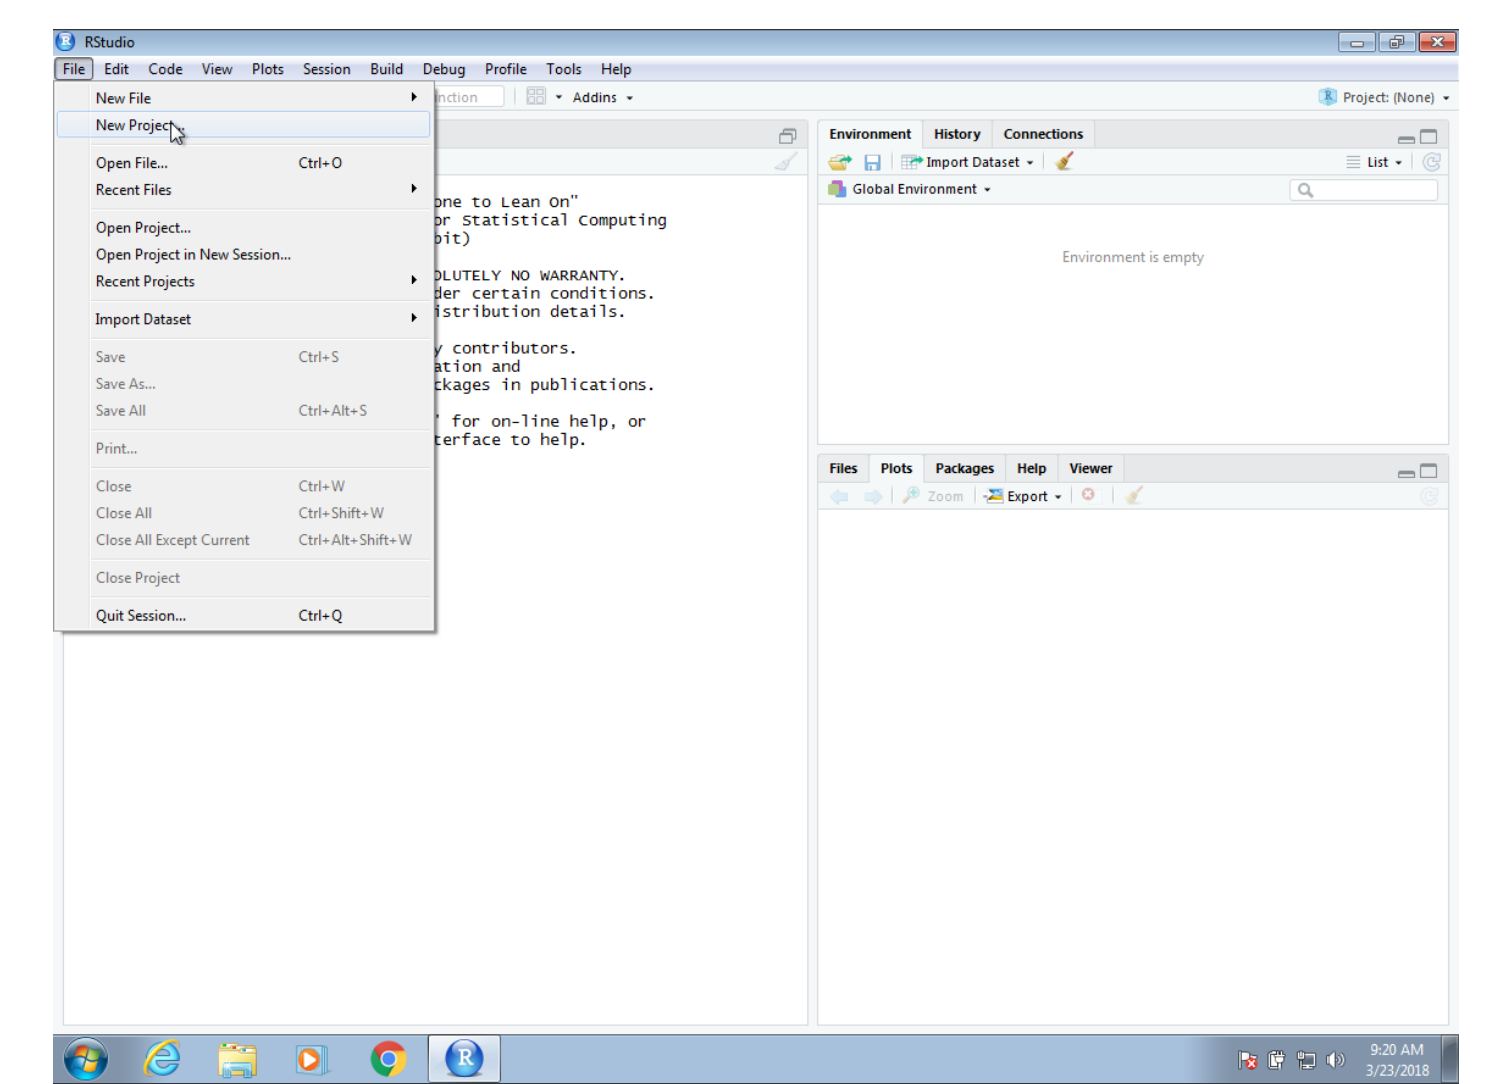 RStudio
File Edit Code View Plots Session Build Debug Profile Tools Help
New File
New Project...
Open File... Ctrl+O
Recent Files
Open Project...
Open Project in New Session...
Recent Projects
Import Dataset
Save Ctrl+S
Save As...
Save All Ctrl+Alt+S
Print...
Close Ctrl+W
Close All Ctrl+Shift+W
Close All Except Current Ctrl+Alt+Shift+W
Close Project
Quit Session... Ctrl+Q
Addins
Project: (None)
one to Lean On"
or Statistical Computing
bit)
OLUTELY NO WARRANTY.
der certain conditions.
istribution details.
y contributors.
ation and
ckages in publications.
' for on-line help, or
terface to help.
Environment History Connections
Import Dataset List
Global Environment
Environment is empty
Files Plots Packages Help Viewer
Zoom Export
R
9:20 AM
3/23/2018